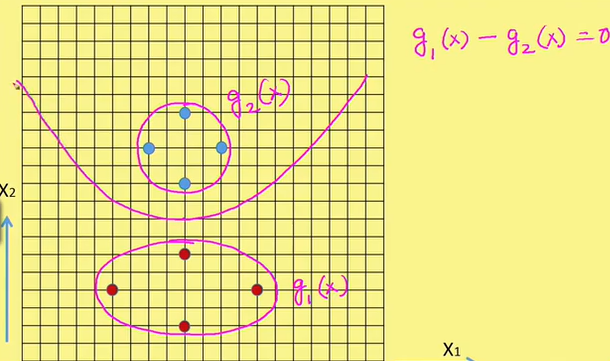 g₁(x) − g₂(x) = 0
g₂(x)
X₂
g₁(x)
X₁